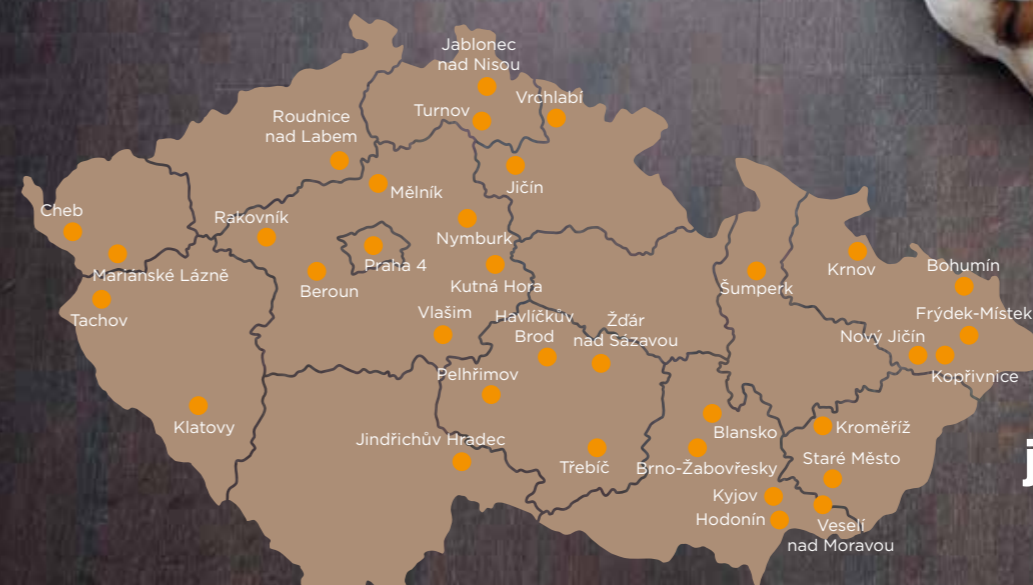 Jablonec
nad Nisou
Vrchlabí
Turnov
Roudnice
nad Labem
Jičín
Mělník
Cheb
Rakovník
Nymburk
Praha 4
Mariánské Lázně
Beroun
Kutná Hora
Tachov
Vlašim
Havlíčkův
Brod
Žďár
nad Sázavou
Šumperk
Krnov
Bohumín
Frýdek-Místek
Nový Jičín
Kopřivnice
Pelhřimov
Klatovy
Jindřichův Hradec
Třebíč
Blansko
Brno-Žabovřesky
Kroměříž
Staré Město
Kyjov
Hodonín
Veselí
nad Moravou
j